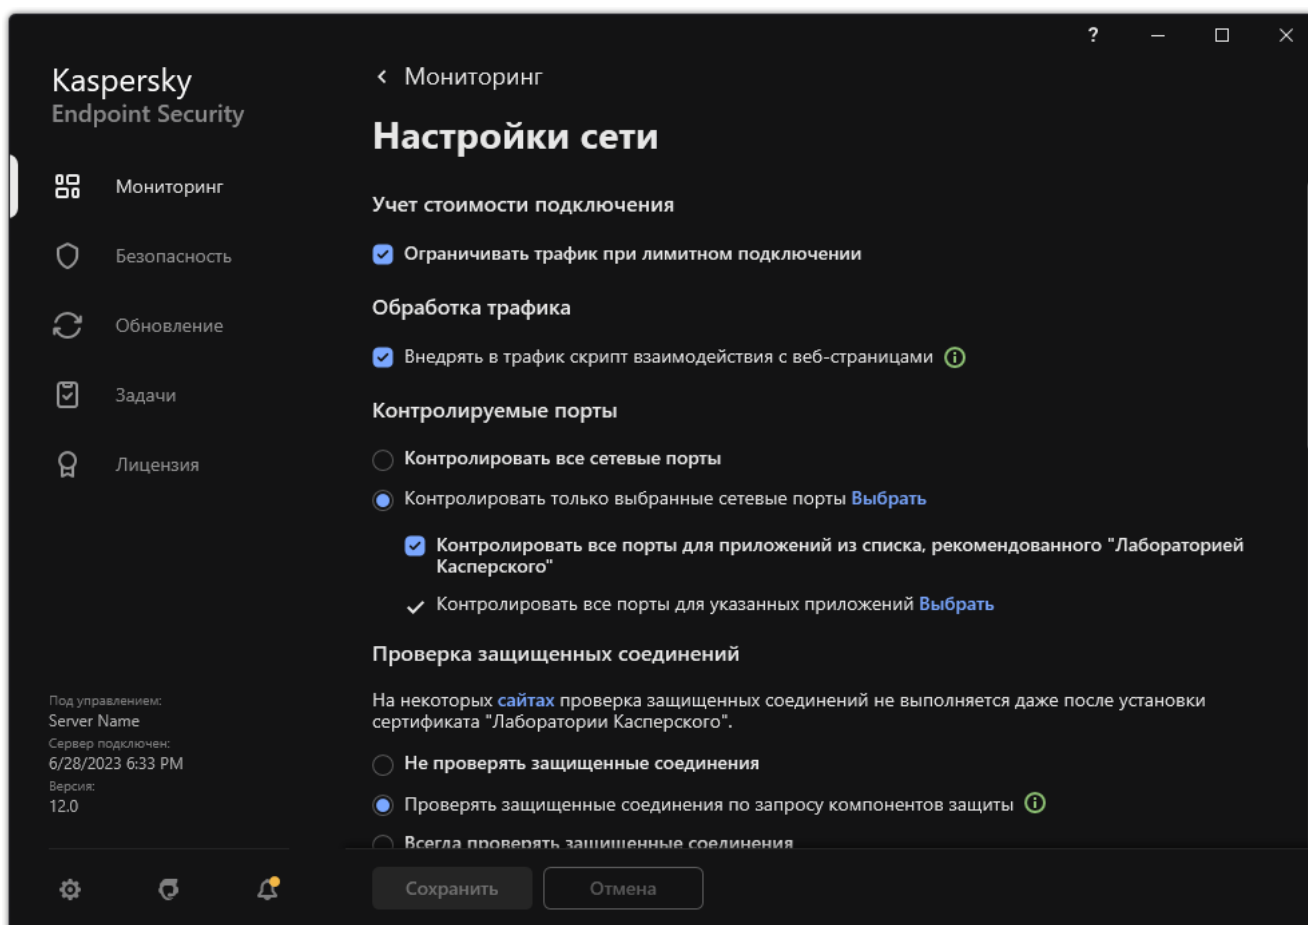 Kaspersky
Endpoint Security
Мониторинг
Безопасность
Обновление
Задачи
Лицензия
Под управлением:
Server Name
Сервер подключен:
6/28/2023 6:33 PM
Версия:
12.0
?
Мониторинг
Настройки сети
Учет стоимости подключения
Ограничивать трафик при лимитном подключении
Обработка трафика
Внедрять в трафик скрипт взаимодействия с веб-страницами
Контролируемые порты
Контролировать все сетевые порты
Контролировать только выбранные сетевые порты Выбрать
Контролировать все порты для приложений из списка, рекомендованного "Лабораторией
Касперского"
Контролировать все порты для указанных приложений Выбрать
Проверка защищенных соединений
На некоторых сайтах проверка защищенных соединений не выполняется даже после установки
сертификата "Лаборатории Касперского".
Не проверять защищенные соединения
Проверять защищенные соединения по запросу компонентов защиты
Всегда проверять защищенные соединения
Сохранить
Отмена